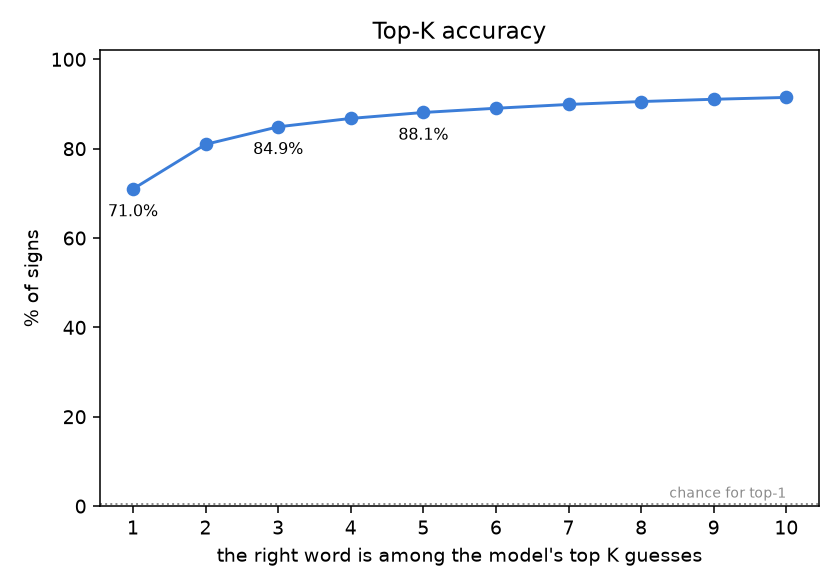 Top-K accuracy
100
80
60
40
20
0
% of signs
71.0%
84.9%
88.1%
chance for top-1
1 2 3 4 5 6 7 8 9 10
the right word is among the model's top K guesses